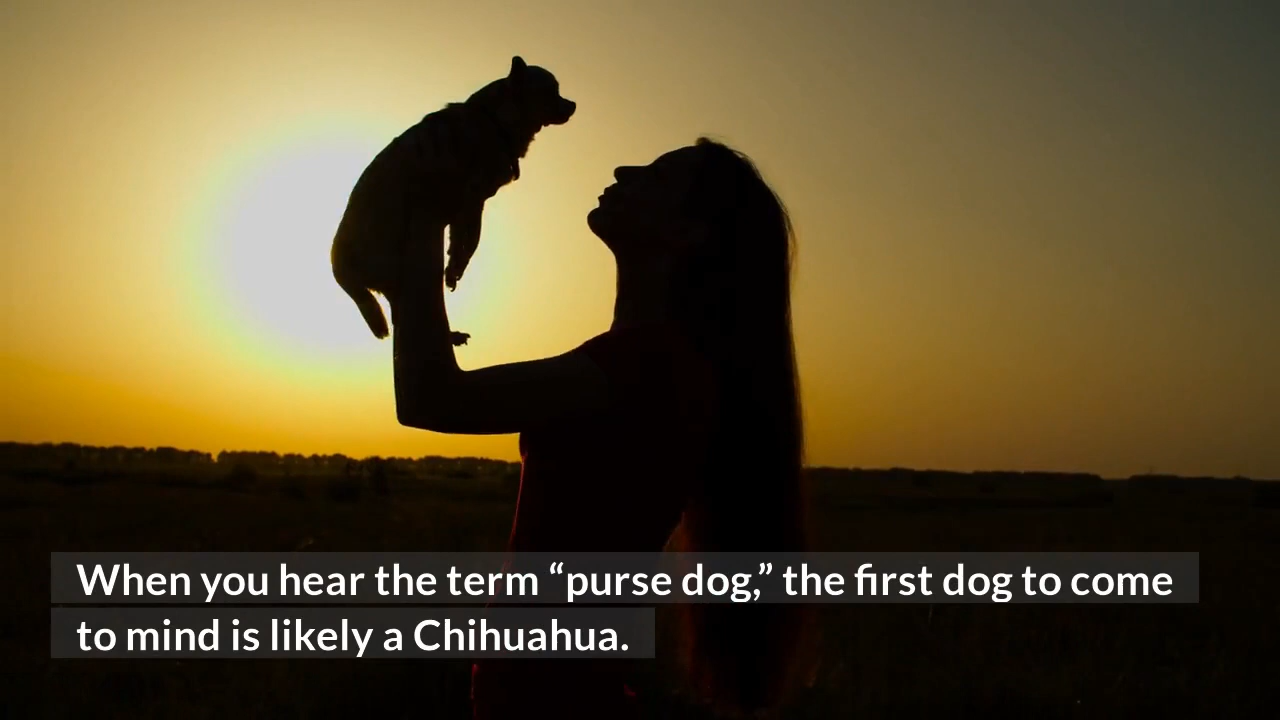 When you hear the term “purse dog,” the first dog to come
to mind is likely a Chihuahua.